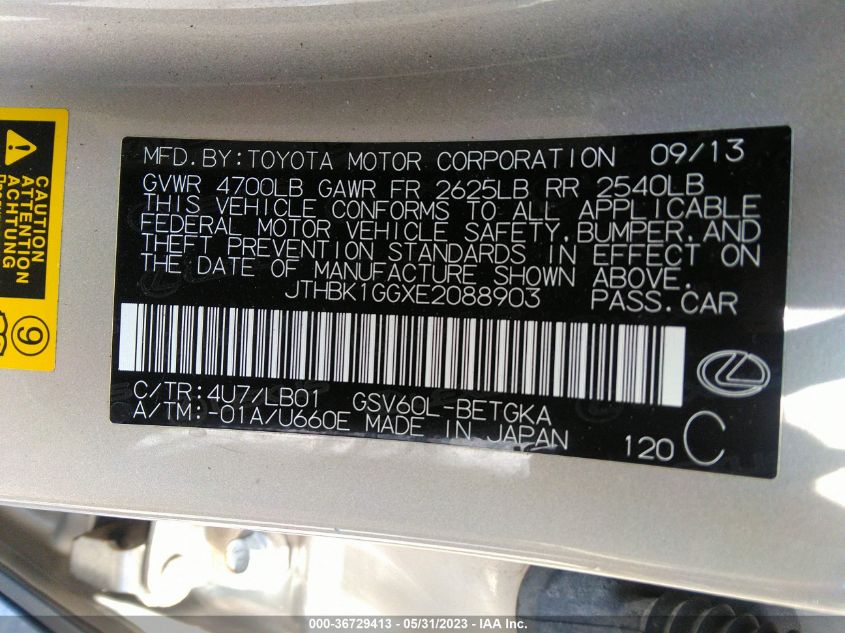 CAUTION
ATTENTION
ACHTUNG
9
MFD.BY:TOYOTA MOTOR CORPORATION 09/13
GVWR 4700LB GAWR FR 2625LB RR 2540LB
THIS VEHICLE CONFORMS TO ALL APPLICABLE
FEDERAL MOTOR VEHICLE SAFETY,BUMPER,AND
THEFT PREVENTION STANDARDS IN EFFECT ON
THE DATE OF MANUFACTURE SHOWN ABOVE.
JTHBK1GGXE2088903 PASS.CAR
C/TR:4U7/LB01 GSV60L-BETGKA
A/TM:-01A/U660E MADE IN JAPAN
120 C
000-36729413 - 05/31/2023 - © IAA Inc.